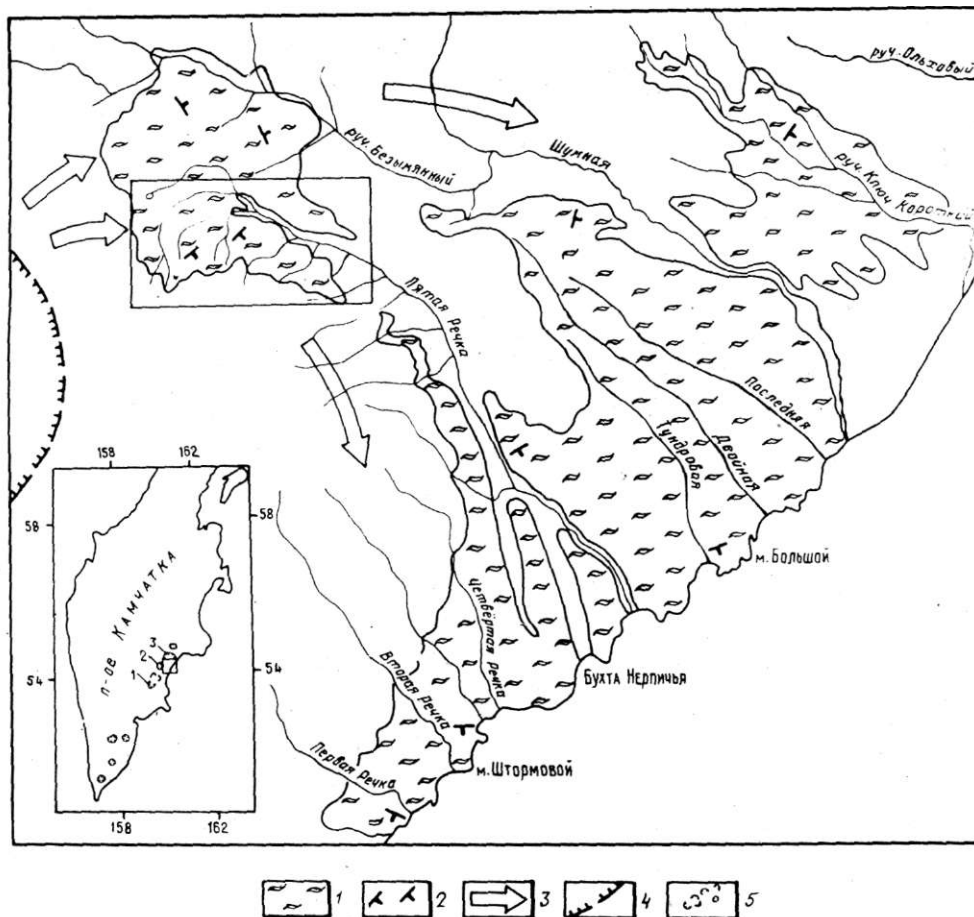 руч. Ольховый
руч. Безымянный
Шумная
руч. Ключ Короткий
Пятая Речка
Последняя
Двойная
Тундровая
м. Большой
Четвёртая Речка
Бухта Нерпичья
Вторая Речка
м. Штормовой
Первая Речка
158 162
58 58
п-ов КАМЧАТКА
3
2
1
54 54
158 162
1 2 3 4 5